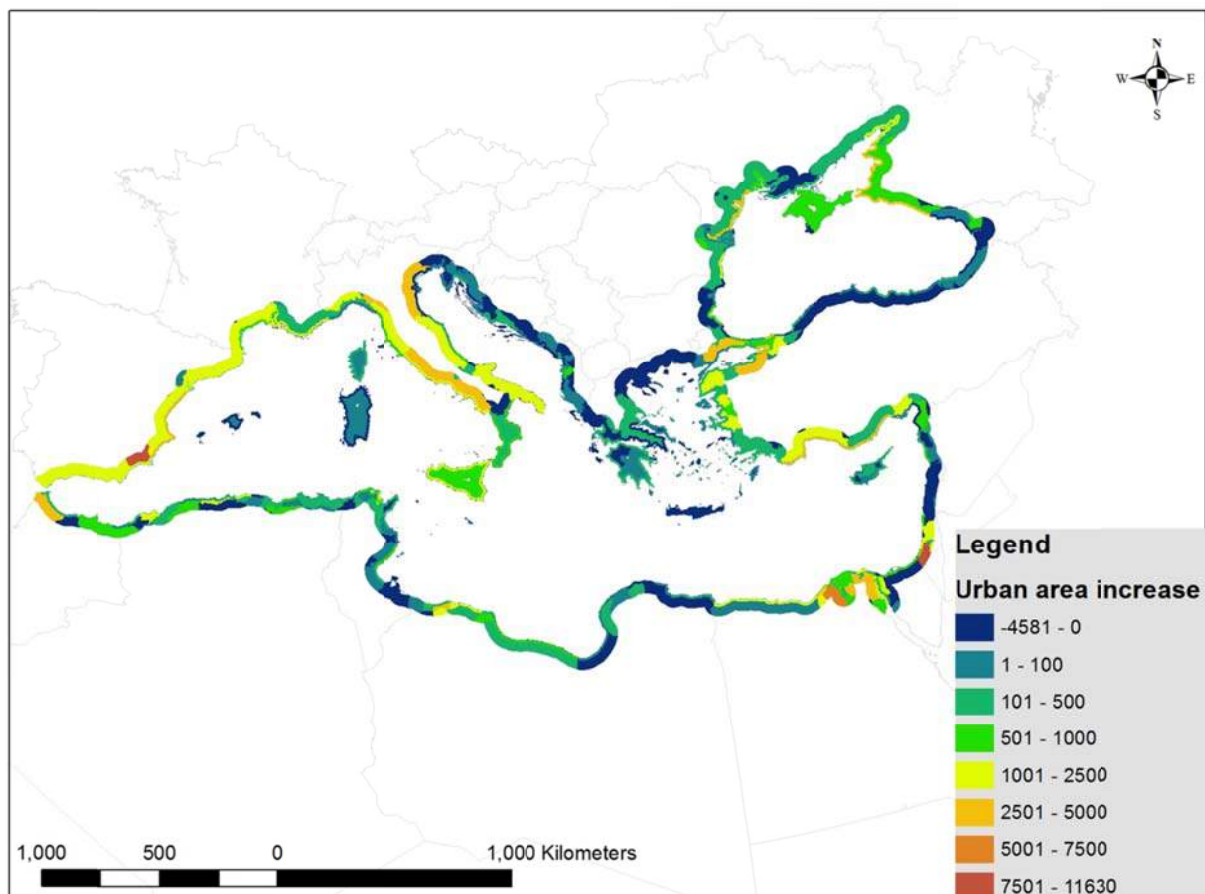 N
W E
S
Legend
Urban area increase
-4581 - 0
1 - 100
101 - 500
501 - 1000
1001 - 2500
2501 - 5000
5001 - 7500
7501 - 11630
1,000 500 0 1,000 Kilometers